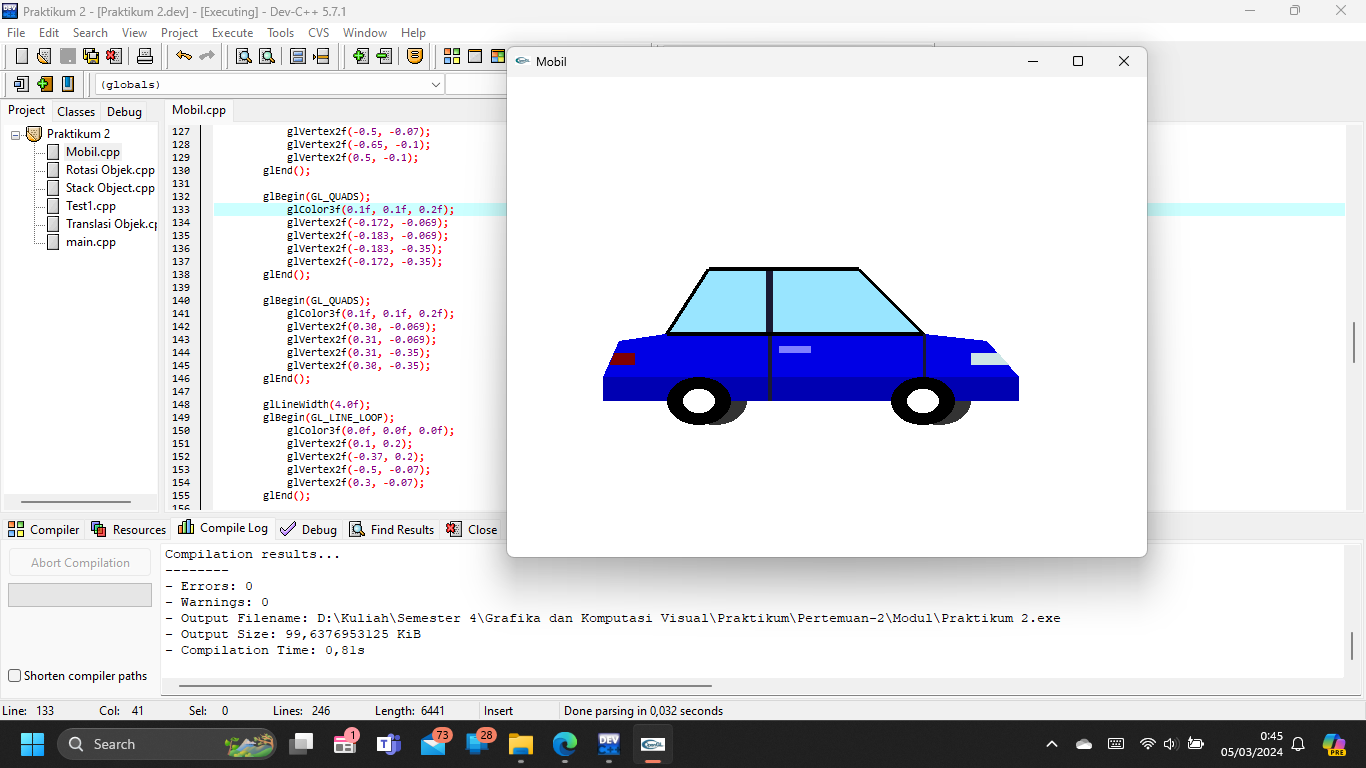 Praktikum 2 - [Praktikum 2.dev] - [Executing] - Dev-C++ 5.7.1
File Edit Search View Project Execute Tools CVS Window Help
(globals)
Project Classes Debug
Praktikum 2
Mobil.cpp
Rotasi Objek.cpp
Stack Object.cpp
Test1.cpp
Translasi Objek.cp
main.cpp
Mobil.cpp
127 glVertex2f(-0.5, -0.07);
128 glVertex2f(-0.65, -0.1);
129 glVertex2f(0.5, -0.1);
130 glEnd();
131
132 glBegin(GL_QUADS);
133 glColor3f(0.1f, 0.1f, 0.2f);
134 glVertex2f(-0.172, -0.069);
135 glVertex2f(-0.183, -0.069);
136 glVertex2f(-0.183, -0.35);
137 glVertex2f(-0.172, -0.35);
138 glEnd();
139
140 glBegin(GL_QUADS);
141 glColor3f(0.1f, 0.1f, 0.2f);
142 glVertex2f(0.30, -0.069);
143 glVertex2f(0.31, -0.069);
144 glVertex2f(0.31, -0.35);
145 glVertex2f(0.30, -0.35);
146 glEnd();
147
148 glLineWidth(4.0f);
149 glBegin(GL_LINE_LOOP);
150 glColor3f(0.0f, 0.0f, 0.0f);
151 glVertex2f(0.1, 0.2);
152 glVertex2f(-0.37, 0.2);
153 glVertex2f(-0.5, -0.07);
154 glVertex2f(0.3, -0.07);
155 glEnd();
156
Mobil
Compiler Resources Compile Log Debug Find Results Close
Abort Compilation
Shorten compiler paths
Compilation results...
--------
- Errors: 0
- Warnings: 0
- Output Filename: D:\Kuliah\Semester 4\Grafika dan Komputasi Visual\Praktikum\Pertemuan-2\Modul\Praktikum 2.exe
- Output Size: 99,6376953125 KiB
- Compilation Time: 0,81s
Line: 133 Col: 41 Sel: 0 Lines: 246 Length: 6441 Insert Done parsing in 0,032 seconds
Search
1
73
28
DEV
OpenGL
0:45
05/03/2024
PRE